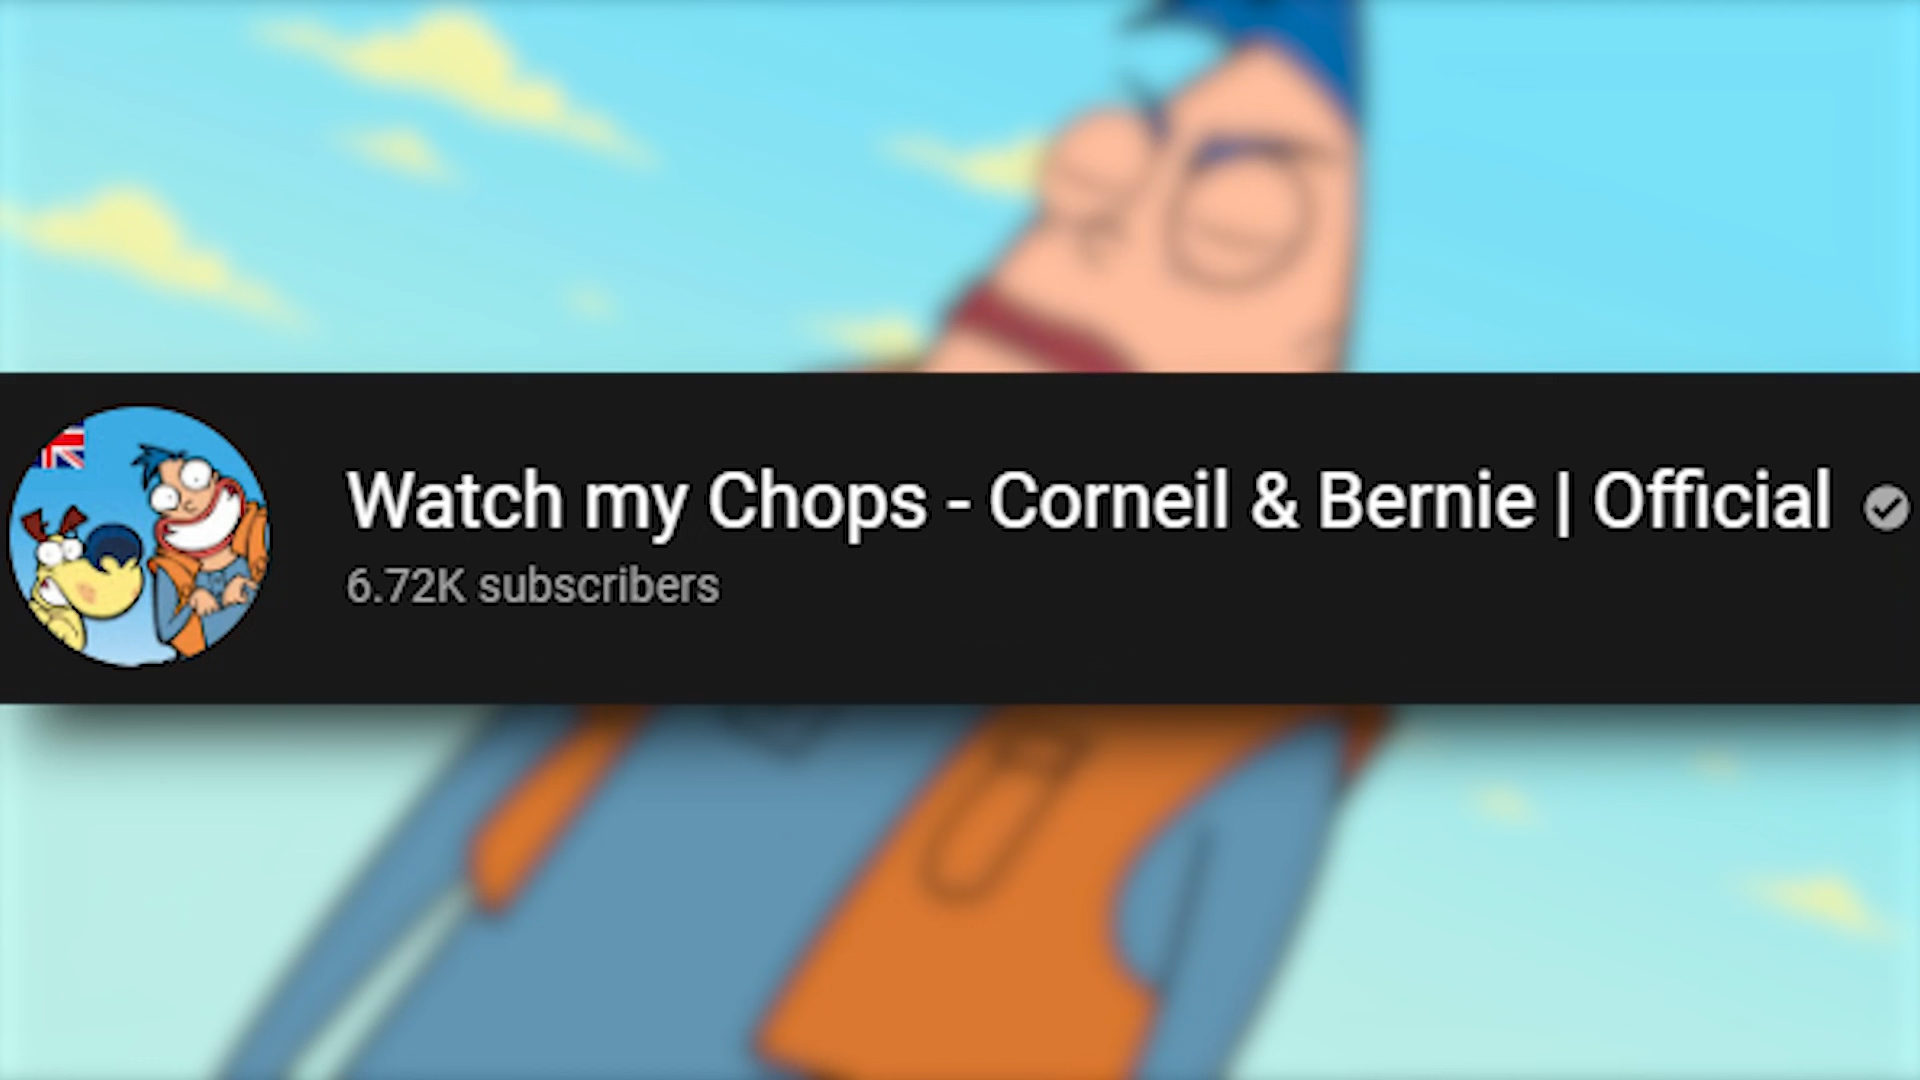 Watch my Chops - Corneil & Bernie | Official
6.72K subscribers